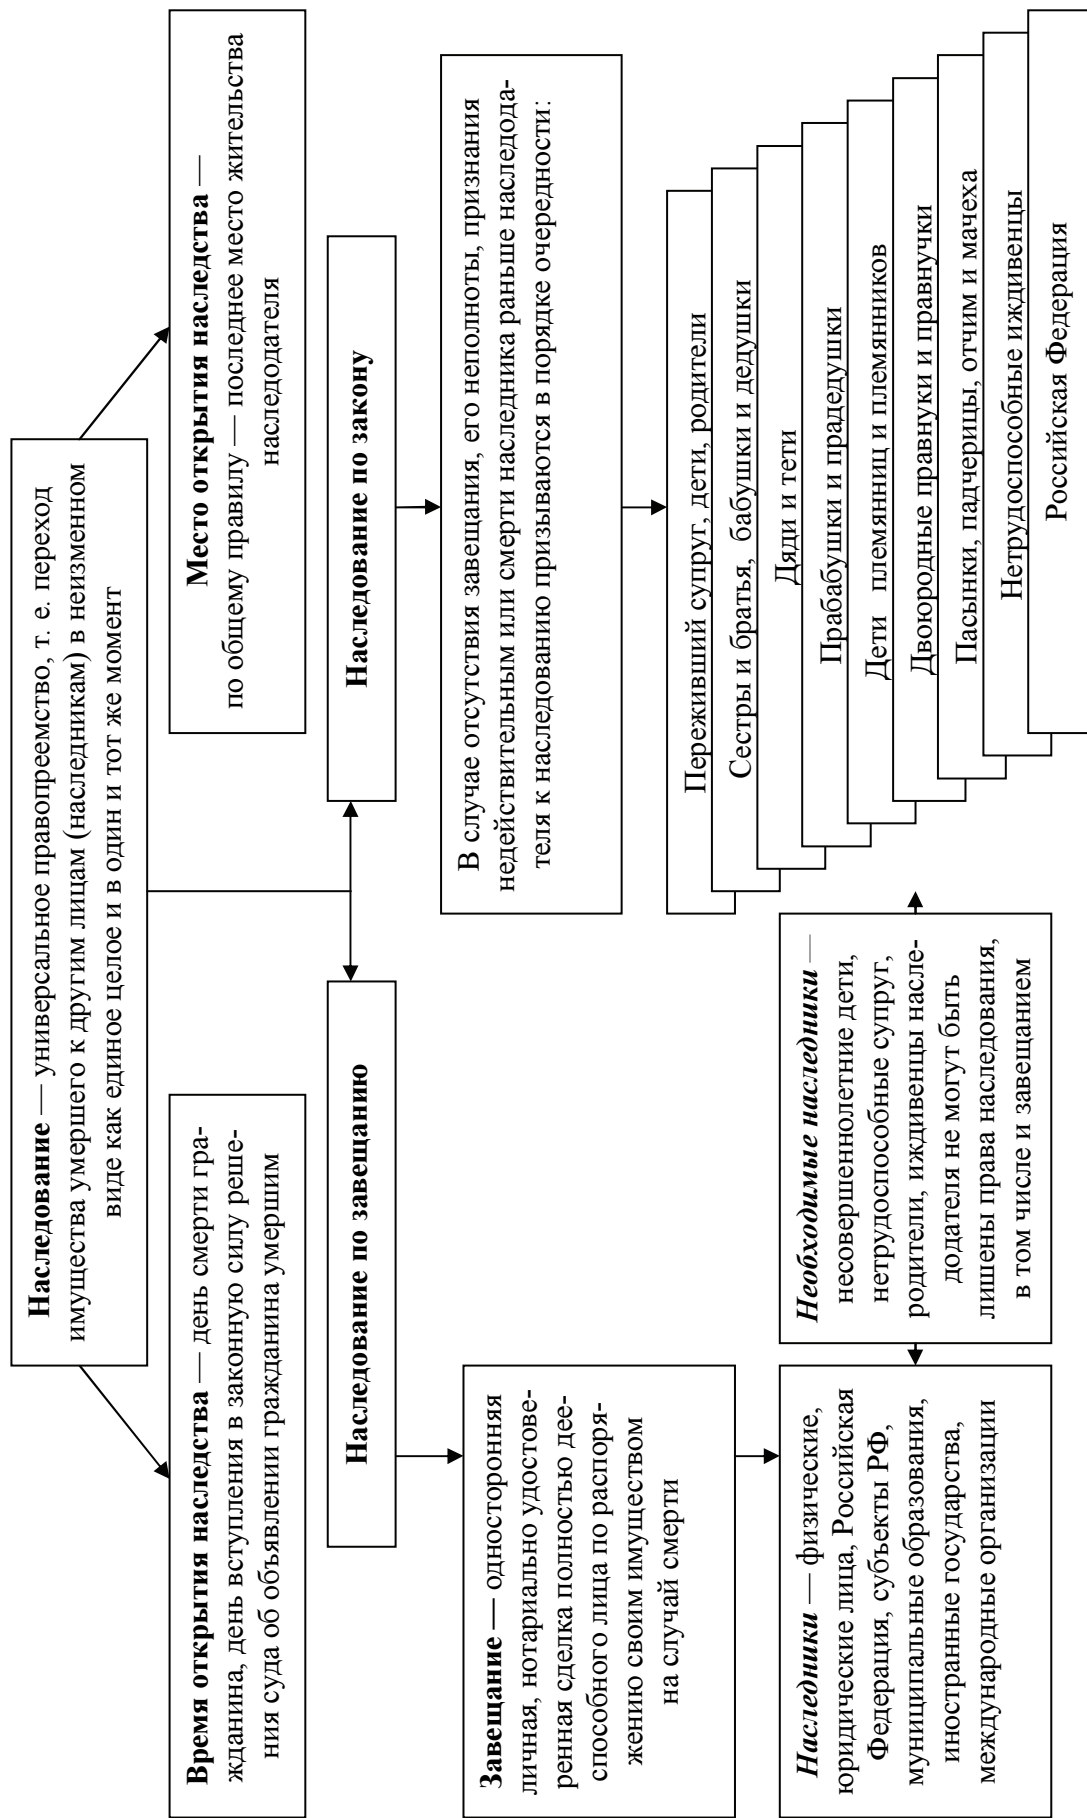 Наследование — универсальное правопреемство, т. е. переход
имущества умершего к другим лицам (наследникам) в неизменном
виде как единое целое и в один и тот же момент
Время открытия наследства — день смерти гра-
жданина, день вступления в законную силу реше-
ния суда об объявлении гражданина умершим
Место открытия наследства —
по общему правилу — последнее место жительства
наследодателя
Наследование по завещанию
Наследование по закону
Завещание — односторонняя
личная, нотариально удостове-
ренная сделка полностью дее-
способного лица по распоря-
жению своим имуществом
на случай смерти
В случае отсутствия завещания, его неполноты, признания
недействительным или смерти наследника раньше наследода-
теля к наследованию призываются в порядке очередности:
Наследники — физические,
юридические лица, Российская
Федерация, субъекты РФ,
муниципальные образования,
иностранные государства,
международные организации
Необходимые наследники —
несовершеннолетние дети,
нетрудоспособные супруг,
родители, иждивенцы насле-
додателя не могут быть
лишены права наследования,
в том числе и завещанием
Переживший супруг, дети, родители
Сестры и братья, бабушки и дедушки
Дяди и тети
Прабабушки и прадедушки
Дети племянниц и племянников
Двоюродные правнуки и правнучки
Пасынки, падчерицы, отчим и мачеха
Нетрудоспособные иждивенцы
Российская Федерация